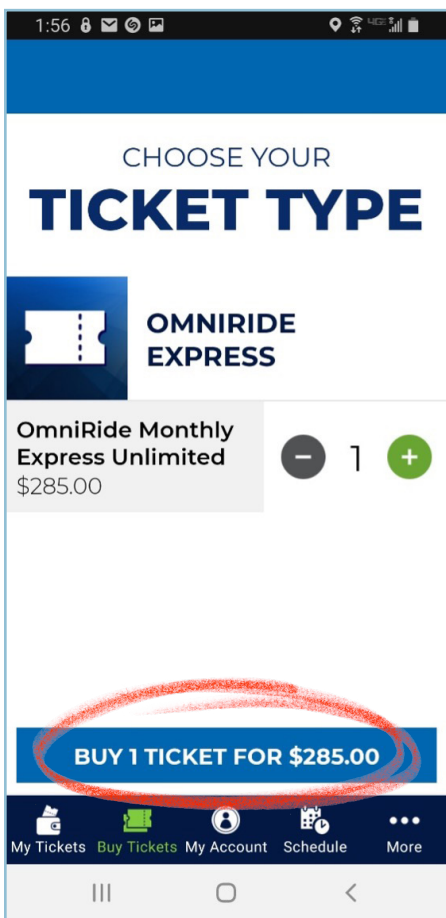 1:56
4GE
CHOOSE YOUR
TICKET TYPE
OMNIRIDE
EXPRESS
OmniRide Monthly
Express Unlimited
$285.00
1
BUY 1 TICKET FOR $285.00
My Tickets Buy Tickets My Account Schedule More